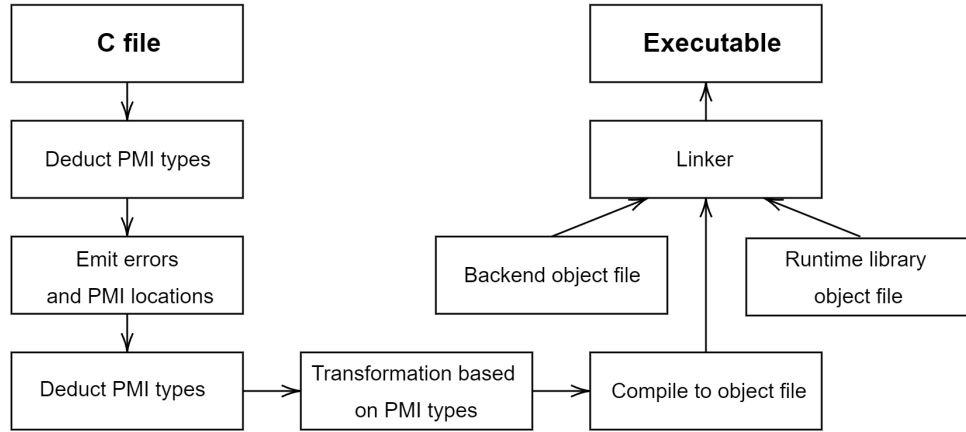 C file
Deduct PMI types
Emit errors
and PMI locations
Deduct PMI types
Transformation based
on PMI types
Compile to object file
Backend object file
Runtime library
object file
Linker
Executable